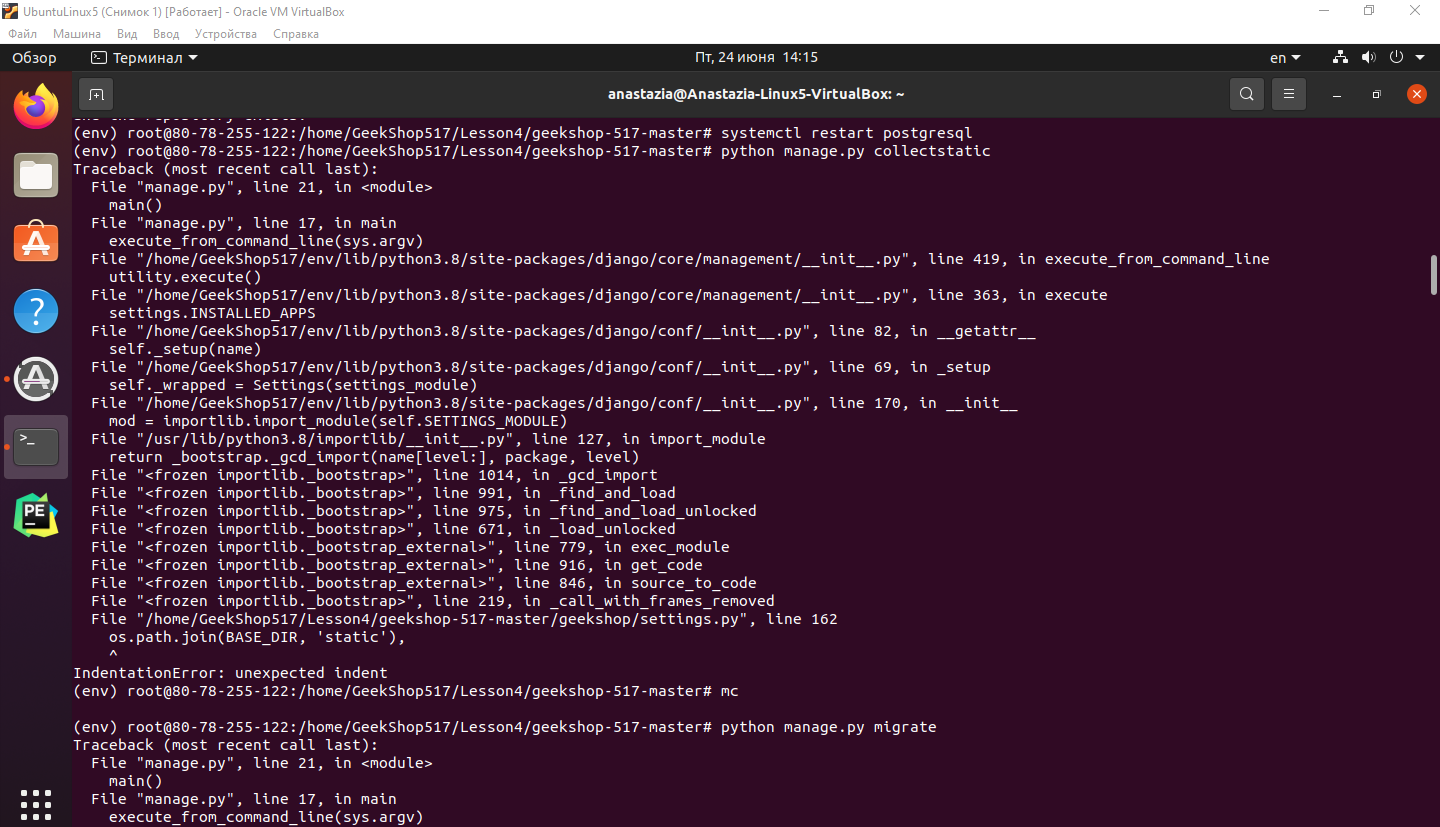 UbuntuLinux5 (Снимок 1) [Работает] - Oracle VM VirtualBox
Файл Машина Вид Ввод Устройства Справка
Обзор Терминал Пт, 24 июня 14:15 en
anastazia@Anastazia-Linux5-VirtualBox: ~
(env) root@80-78-255-122:/home/GeekShop517/Lesson4/geekshop-517-master# systemctl restart postgresql
(env) root@80-78-255-122:/home/GeekShop517/Lesson4/geekshop-517-master# python manage.py collectstatic
Traceback (most recent call last):
  File "manage.py", line 21, in <module>
    main()
  File "manage.py", line 17, in main
    execute_from_command_line(sys.argv)
  File "/home/GeekShop517/env/lib/python3.8/site-packages/django/core/management/__init__.py", line 419, in execute_from_command_line
    utility.execute()
  File "/home/GeekShop517/env/lib/python3.8/site-packages/django/core/management/__init__.py", line 363, in execute
    settings.INSTALLED_APPS
  File "/home/GeekShop517/env/lib/python3.8/site-packages/django/conf/__init__.py", line 82, in __getattr__
    self._setup(name)
  File "/home/GeekShop517/env/lib/python3.8/site-packages/django/conf/__init__.py", line 69, in _setup
    self._wrapped = Settings(settings_module)
  File "/home/GeekShop517/env/lib/python3.8/site-packages/django/conf/__init__.py", line 170, in __init__
    mod = importlib.import_module(self.SETTINGS_MODULE)
  File "/usr/lib/python3.8/importlib/__init__.py", line 127, in import_module
    return _bootstrap._gcd_import(name[level:], package, level)
  File "<frozen importlib._bootstrap>", line 1014, in _gcd_import
  File "<frozen importlib._bootstrap>", line 991, in _find_and_load
  File "<frozen importlib._bootstrap>", line 975, in _find_and_load_unlocked
  File "<frozen importlib._bootstrap>", line 671, in _load_unlocked
  File "<frozen importlib._bootstrap_external>", line 779, in exec_module
  File "<frozen importlib._bootstrap_external>", line 916, in get_code
  File "<frozen importlib._bootstrap_external>", line 846, in source_to_code
  File "<frozen importlib._bootstrap>", line 219, in _call_with_frames_removed
  File "/home/GeekShop517/Lesson4/geekshop-517-master/geekshop/settings.py", line 162
    os.path.join(BASE_DIR, 'static'),
    ^
IndentationError: unexpected indent
(env) root@80-78-255-122:/home/GeekShop517/Lesson4/geekshop-517-master# mc
(env) root@80-78-255-122:/home/GeekShop517/Lesson4/geekshop-517-master# python manage.py migrate
Traceback (most recent call last):
  File "manage.py", line 21, in <module>
    main()
  File "manage.py", line 17, in main
    execute_from_command_line(sys.argv)
PE